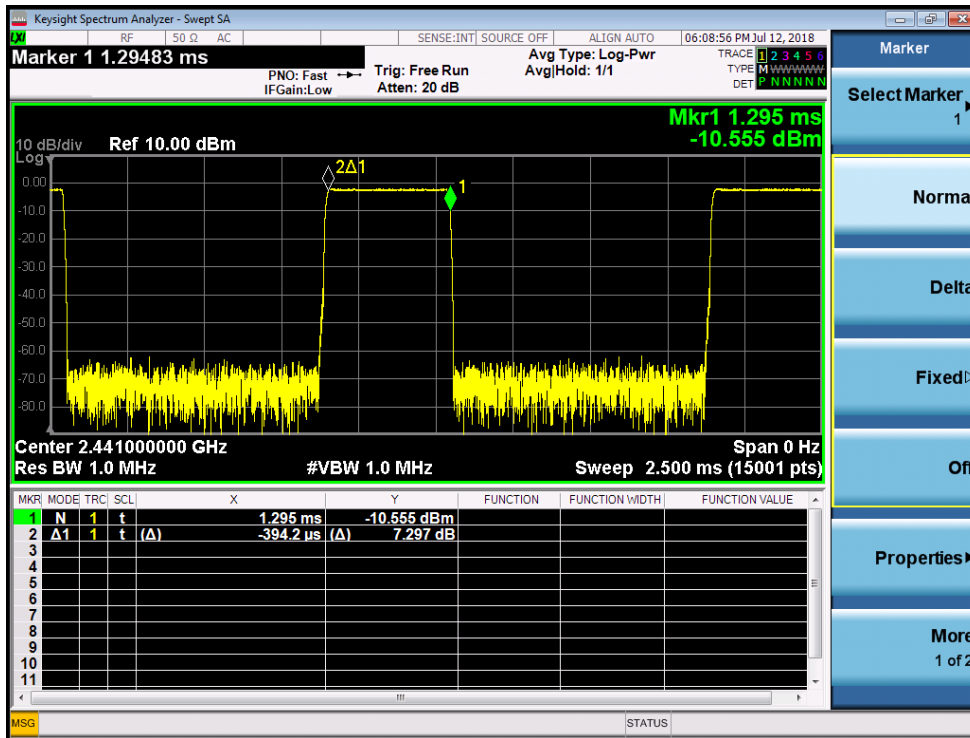 Keysight Spectrum Analyzer - Swept SA
LXI RF 50 Ω AC SENSE:INT SOURCE OFF ALIGN AUTO 06:08:56 PM Jul 12, 2018
Marker 1 1.29483 ms
PNO: Fast
IFGain:Low
Trig: Free Run
Atten: 20 dB
Avg Type: Log-Pwr
Avg|Hold: 1/1
TRACE 1 2 3 4 5 6
TYPE M WWWWW
DET P N N N N N
Mkr1 1.295 ms
-10.555 dBm
10 dB/div Ref 10.00 dBm
Log
0.00
-10.0
-20.0
-30.0
-40.0
-50.0
-60.0
-70.0
-80.0
2Δ1
1
Center 2.441000000 GHz Span 0 Hz
Res BW 1.0 MHz #VBW 1.0 MHz Sweep 2.500 ms (15001 pts)
MKR MODE TRC SCL X Y FUNCTION FUNCTION WIDTH FUNCTION VALUE
1 N 1 t 1.295 ms -10.555 dBm
2 Δ1 1 t (Δ) -394.2 µs (Δ) 7.297 dB
3
4
5
6
7
8
9
10
11
MSG STATUS
Marker
Select Marker
1
Norma
Delta
Fixed
Off
Properties
More
1 of 2